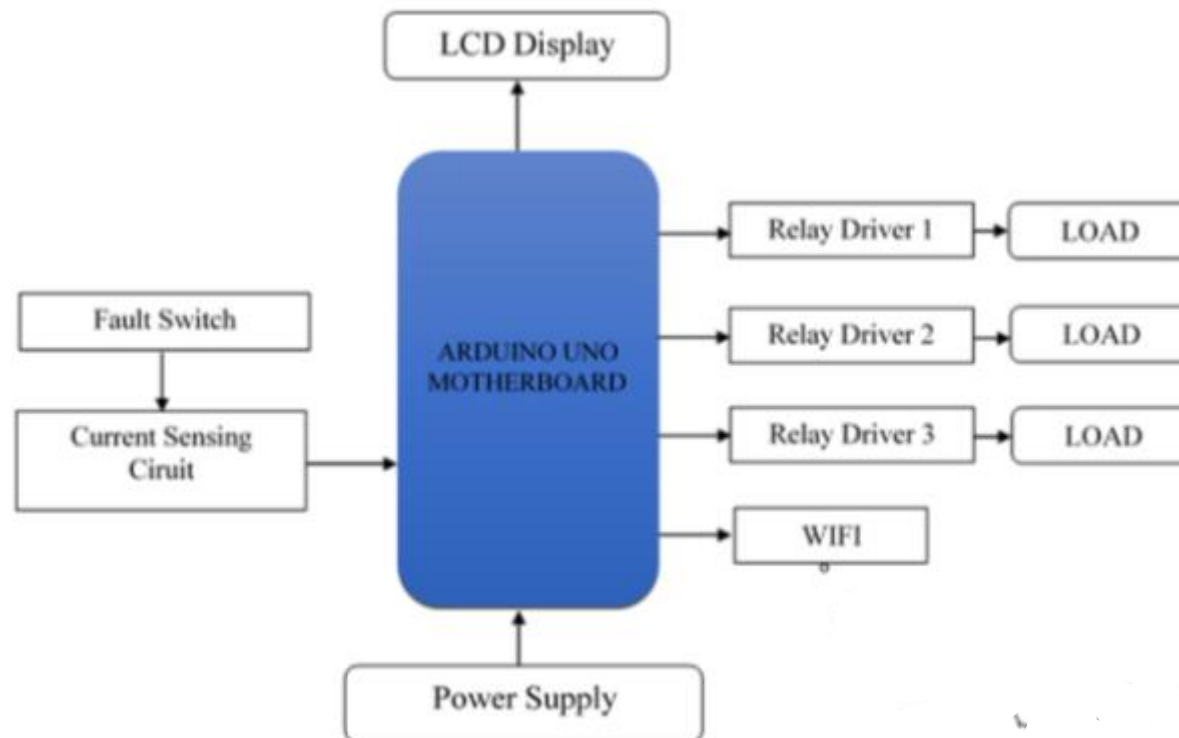 LCD Display
Relay Driver 1
LOAD
Fault Switch
Relay Driver 2
LOAD
ARDUINO UNO
MOTHERBOARD
Current Sensing
Ciruit
Relay Driver 3
LOAD
WIFI
Power Supply